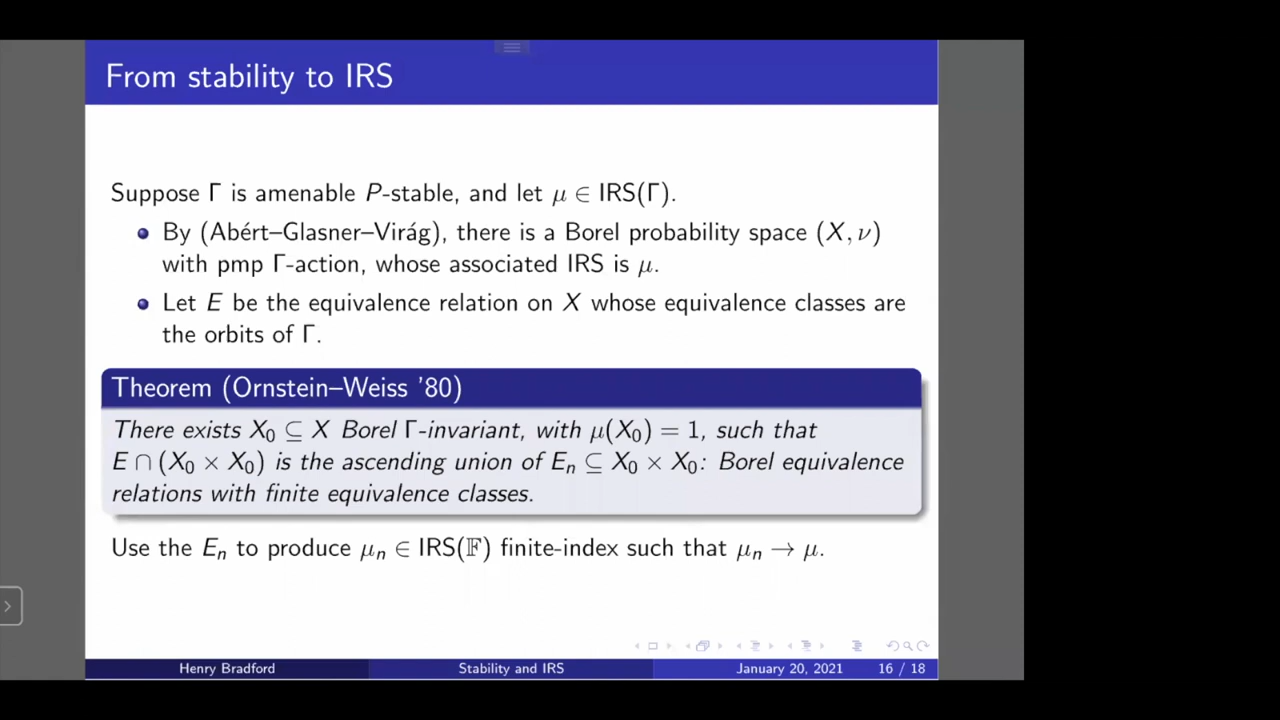 From stability to IRS
Suppose Γ is amenable P-stable, and let μ ∈ IRS(Γ).
By (Abért–Glasner–Virág), there is a Borel probability space (X, ν)
with pmp Γ-action, whose associated IRS is μ.
Let E be the equivalence relation on X whose equivalence classes are
the orbits of Γ.
Theorem (Ornstein–Weiss '80)
There exists X₀ ⊆ X Borel Γ-invariant, with μ(X₀) = 1, such that
E ∩ (X₀ × X₀) is the ascending union of Eₙ ⊆ X₀ × X₀: Borel equivalence
relations with finite equivalence classes.
Use the Eₙ to produce μₙ ∈ IRS(𝔽) finite-index such that μₙ → μ.
Henry Bradford
Stability and IRS
January 20, 2021
16 / 18